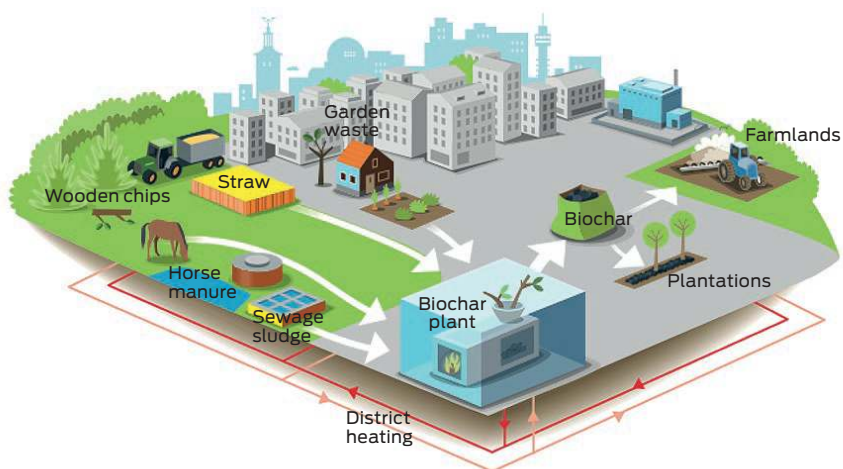 Garden
waste
Farmlands
Wooden chips
Straw
Biochar
Horse
manure
Plantations
Biochar
plant
Sewage
sludge
District
heating